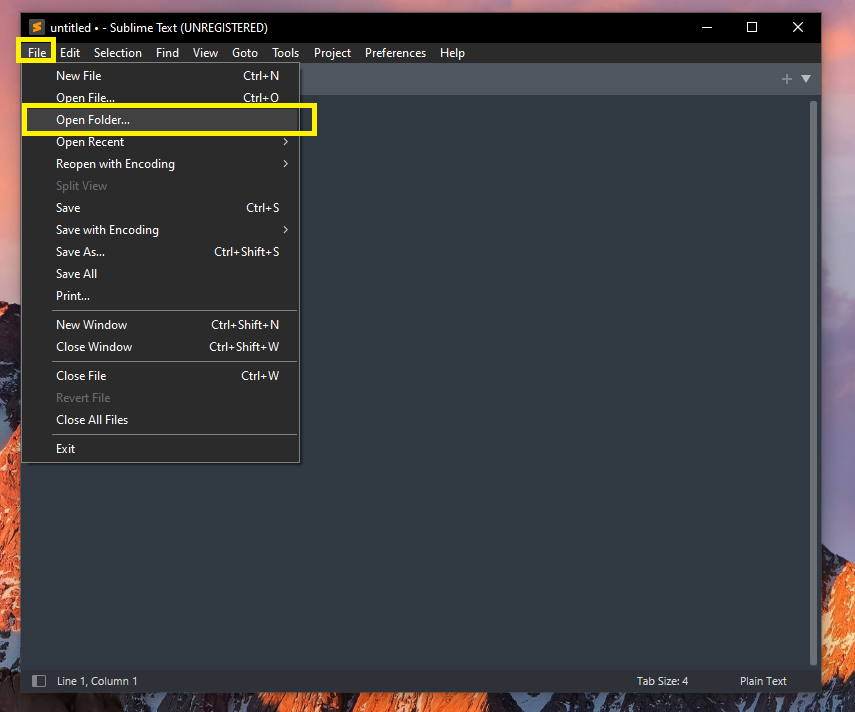 untitled • - Sublime Text (UNREGISTERED)
File Edit Selection Find View Goto Tools Project Preferences Help
New File Ctrl+N
Open File... Ctrl+O
Open Folder...
Open Recent
Reopen with Encoding
Split View
Save Ctrl+S
Save with Encoding
Save As... Ctrl+Shift+S
Save All
Print...
New Window Ctrl+Shift+N
Close Window Ctrl+Shift+W
Close File Ctrl+W
Revert File
Close All Files
Exit
Line 1, Column 1 Tab Size: 4 Plain Text